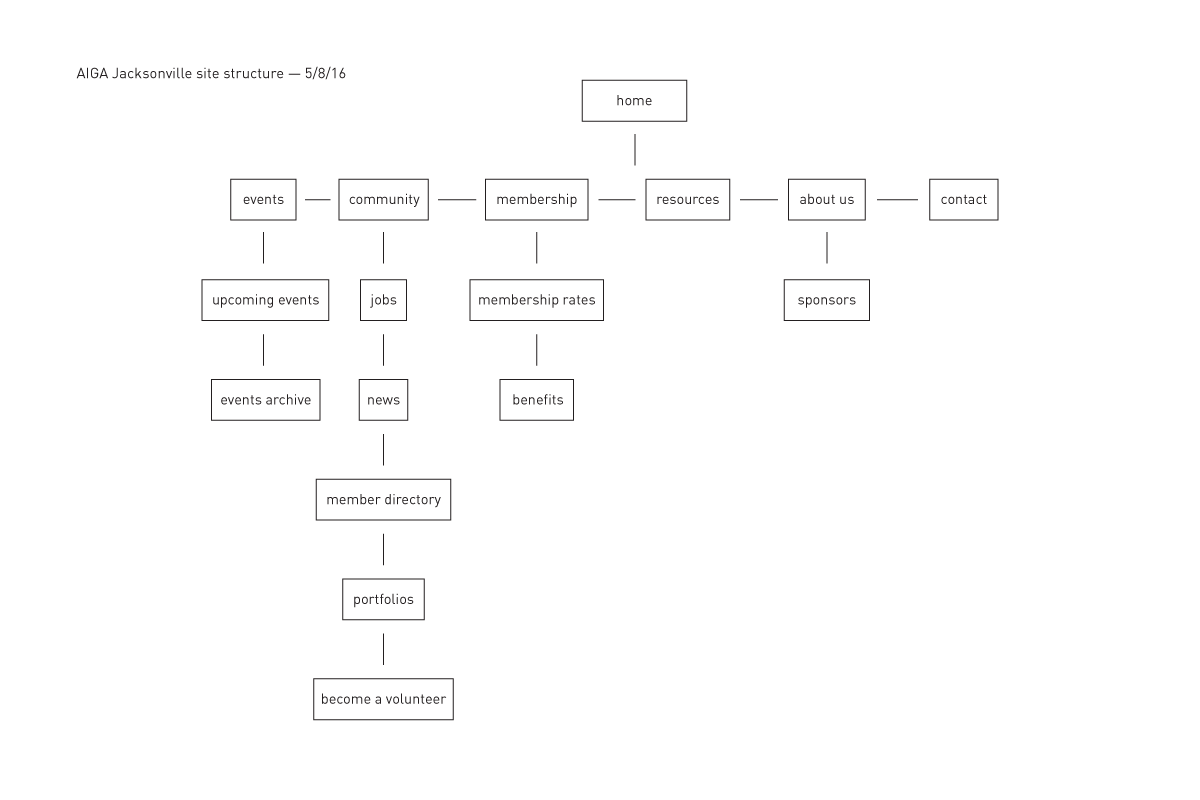 AIGA Jacksonville site structure — 5/8/16
home
events
community
membership
resources
about us
contact
upcoming events
jobs
membership rates
sponsors
events archive
news
benefits
member directory
portfolios
become a volunteer